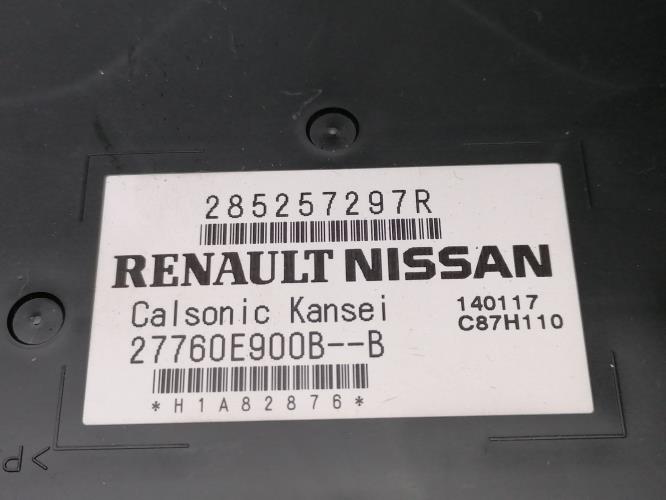 285257297R
RENAULT NISSAN
Calsonic Kansei 140117
C87H110
27760E900B--B
*H1A82876*
>P